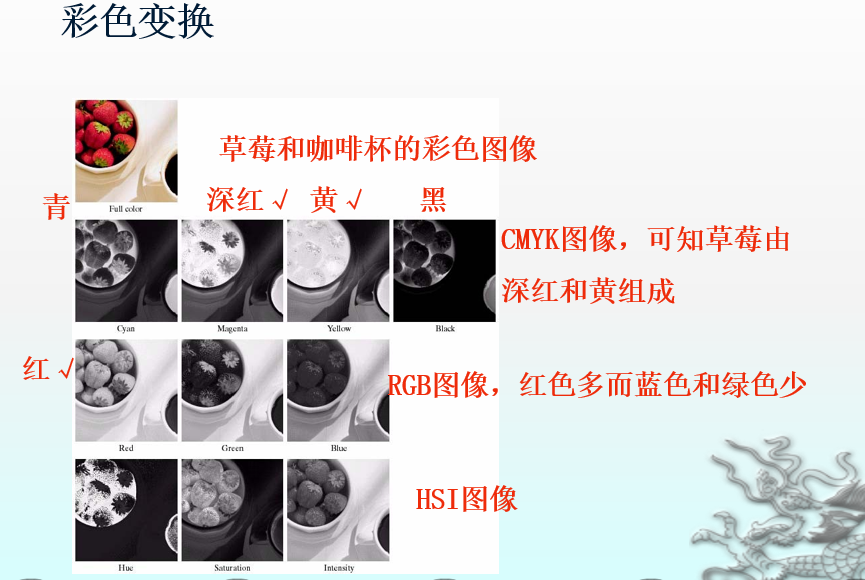 彩色变换
草莓和咖啡杯的彩色图像
Full color
青
深红√ 黄√ 黑
CMYK图像，可知草莓由
深红和黄组成
Cyan Magenta Yellow Black
红√
RGB图像，红色多而蓝色和绿色少
Red Green Blue
HSI图像
Hue Saturation Intensity